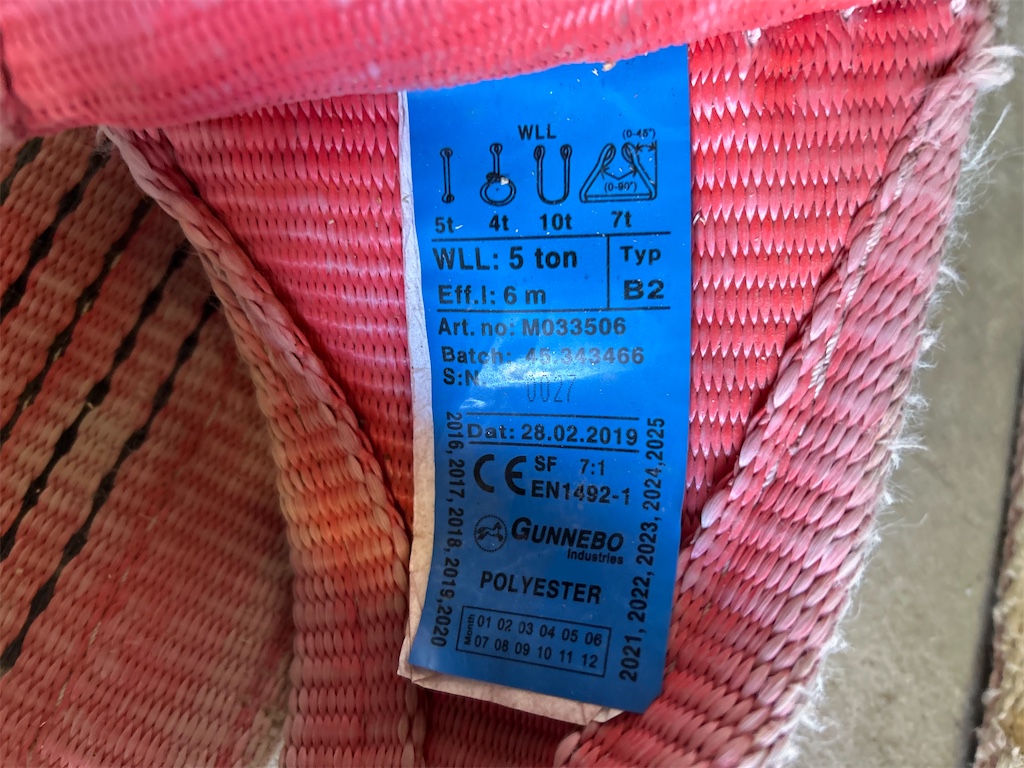 WLL
(0-45°)
(0-90°)
5t 4t 10t 7t
WLL: 5 ton
Typ
Eff.l: 6 m
B2
Art. no: M033506
Batch: 45 343466
S:N. 0027
Dat: 28.02.2019
SF 7:1
CE EN1492-1
GUNNEBO
Industries
POLYESTER
Month 01 02 03 04 05 06
07 08 09 10 11 12
2016, 2017, 2018, 2019, 2020
2021, 2022, 2023, 2024, 2025